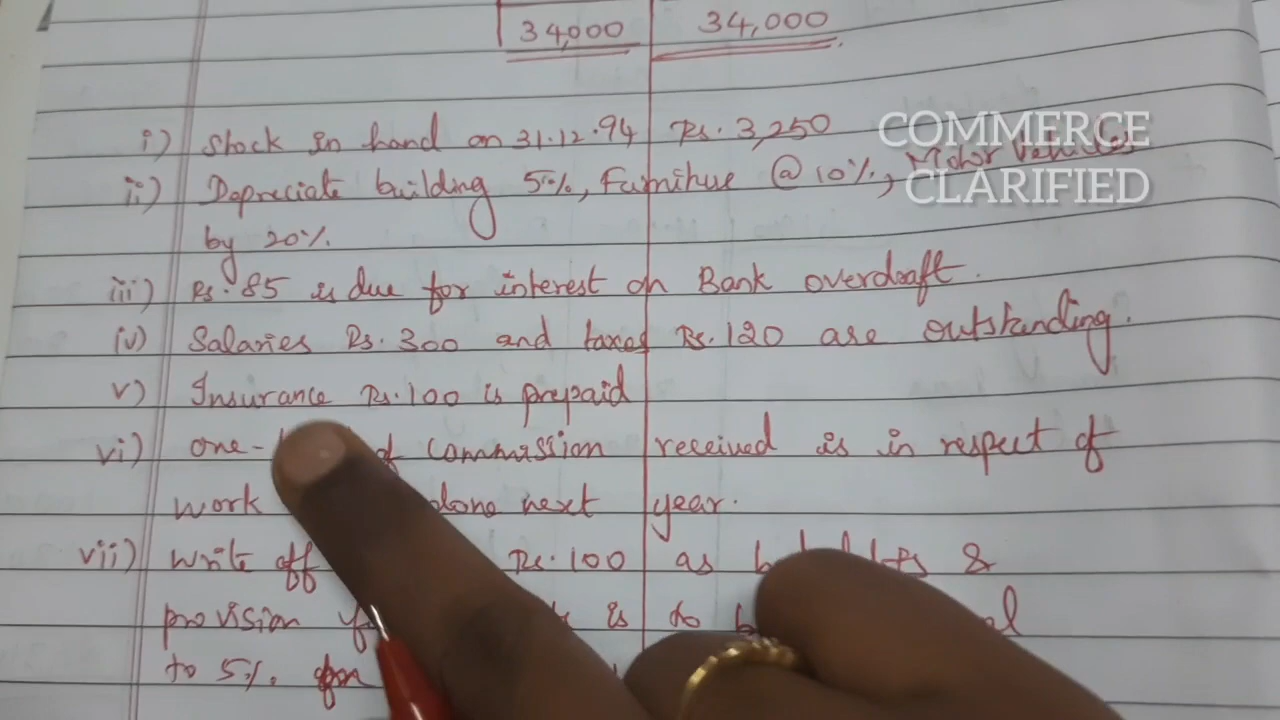 34,000 34,000
i) Stock in hand on 31.12.94 Rs. 3,250
COMMERCE
ii) Depreciate building 5%, Furniture @ 10%, Motor Vehicles
CLARIFIED
by 20%.
iii) Rs. 85 is due for interest on Bank overdraft.
iv) Salaries Rs. 300 and taxes Rs. 120 are outstanding.
v) Insurance Rs. 100 is prepaid
vi) One- of commission received is in respect of
work done next year.
vii) Write off Rs. 100 as &
provision is to
to 5%. on